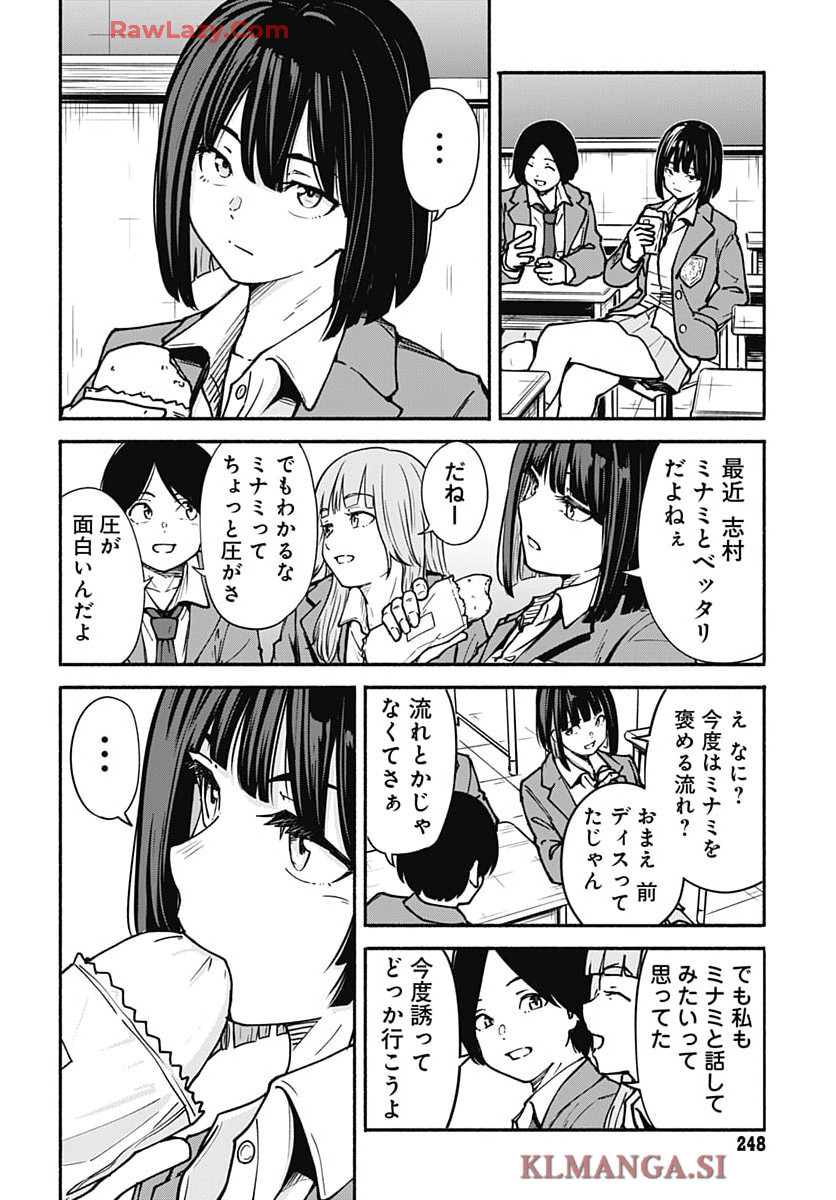 RawLazy.Com
…
最近 志村
ミナミとベッタリ
だよねぇ
だねー
でもわかるな
ミナミって
ちょっと圧がさ
圧が
面白いんだよ
え なに?
今度はミナミを
褒める流れ?
おまえ 前
ディスって
たじゃん
流れとかじゃ
なくてさぁ
でも私も
ミナミと話して
みたいって
思ってた
今度誘って
どっか行こうよ
…
248
KLMANGA.SI